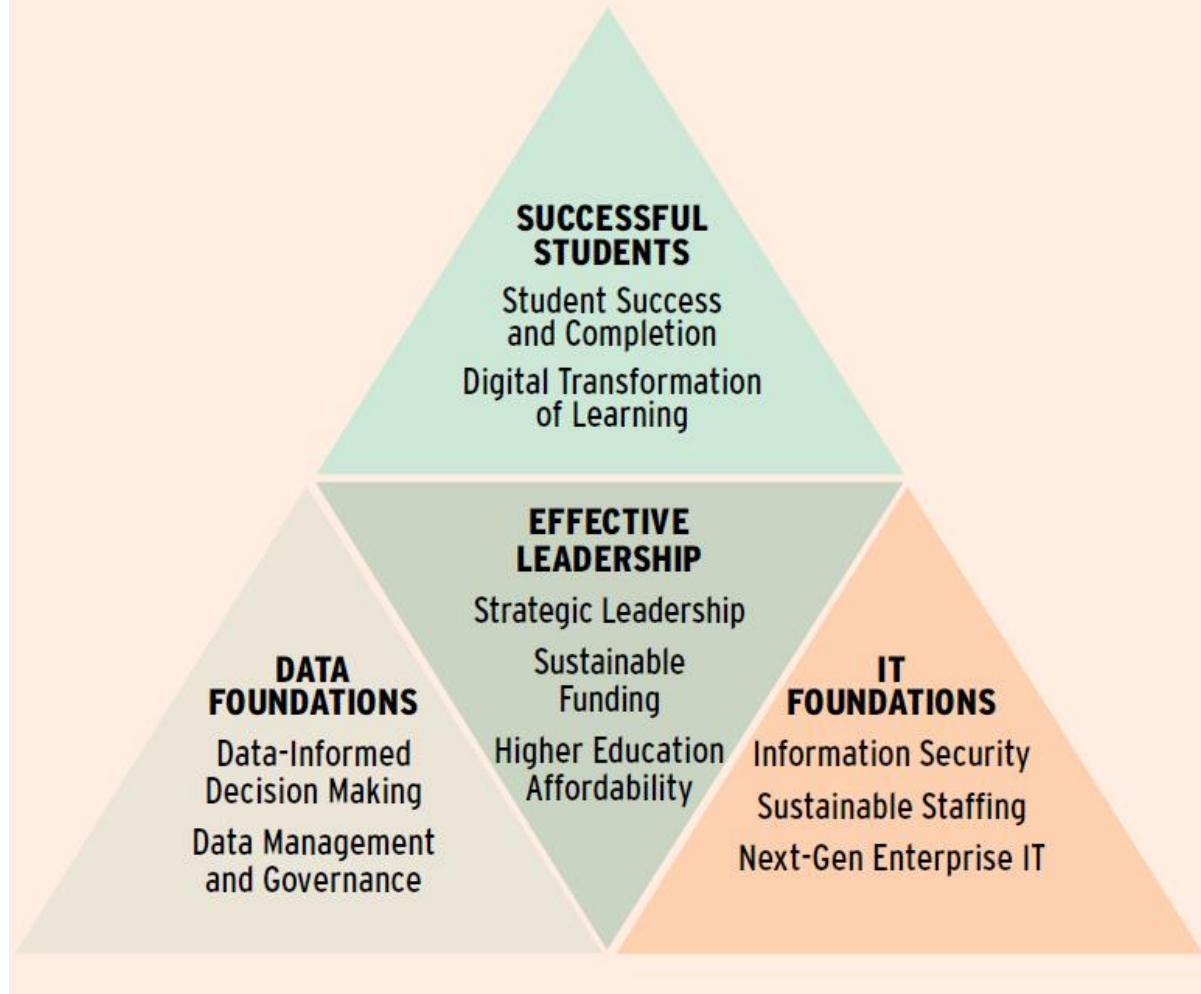 SUCCESSFUL
STUDENTS
Student Success
and Completion
Digital Transformation
of Learning
EFFECTIVE
LEADERSHIP
Strategic Leadership
Sustainable
Funding
Higher Education
Affordability
DATA
FOUNDATIONS
Data-Informed
Decision Making
Data Management
and Governance
IT
FOUNDATIONS
Information Security
Sustainable Staffing
Next-Gen Enterprise IT